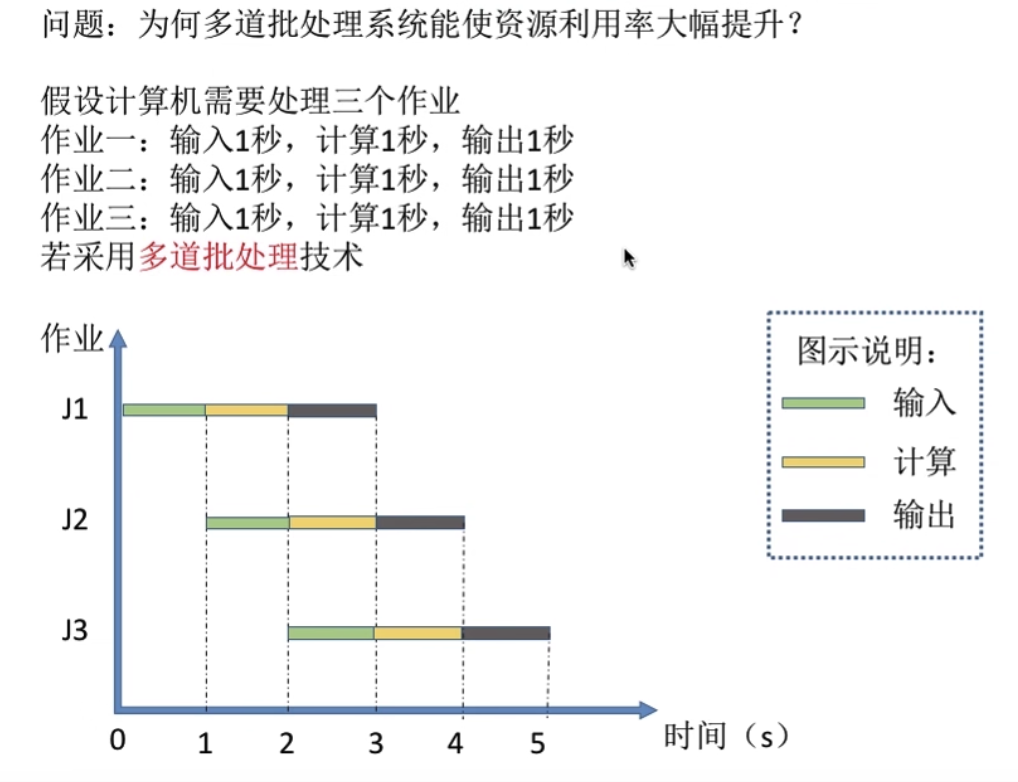 问题：为何多道批处理系统能使资源利用率大幅提升？
假设计算机需要处理三个作业
作业一：输入1秒，计算1秒，输出1秒
作业二：输入1秒，计算1秒，输出1秒
作业三：输入1秒，计算1秒，输出1秒
若采用多道批处理技术
作业
图示说明：
输入
计算
输出
J1
J2
J3
0 1 2 3 4 5
时间（s）